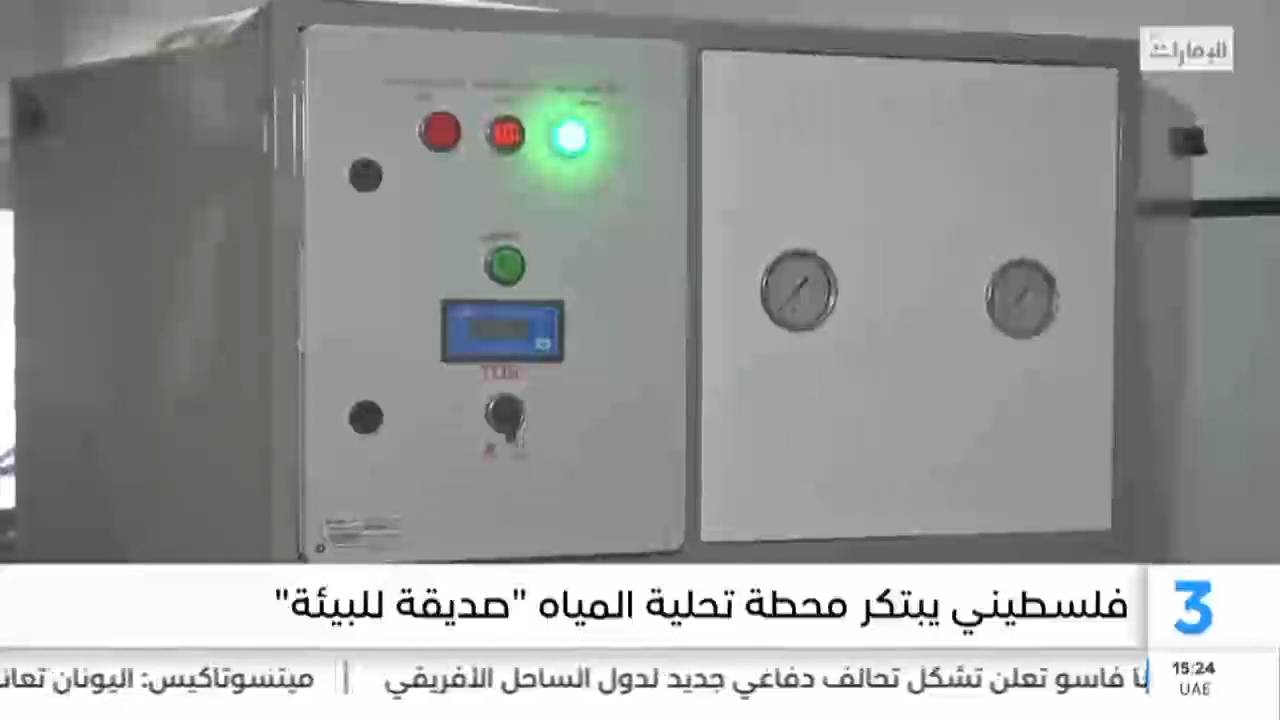 الإمارات
TDS
فلسطيني يبتكر محطة تحلية المياه "صديقة للبيئة"
3
فاسو تعلن تشكل تحالف دفاعي جديد لدول الساحل الأفريقي | ميتسوتاكيس: اليونان
15:24
UAE